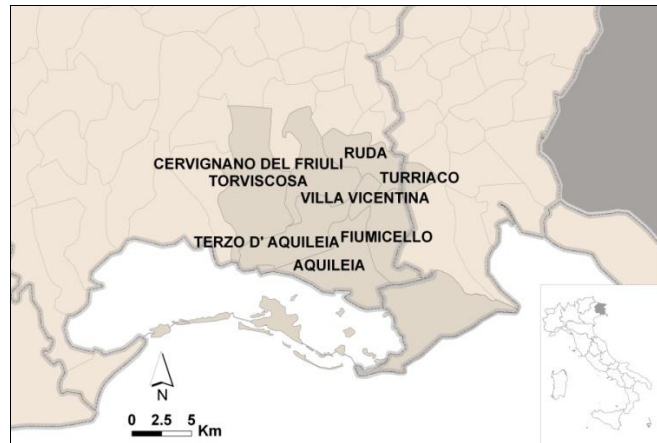 RUDA
CERVIGNANO DEL FRIULI
TURRIACO
TORVISCOSA
VILLA VICENTINA
FIUMICELLO
TERZO D' AQUILEIA
AQUILEIA
N
0 2.5 5
Km